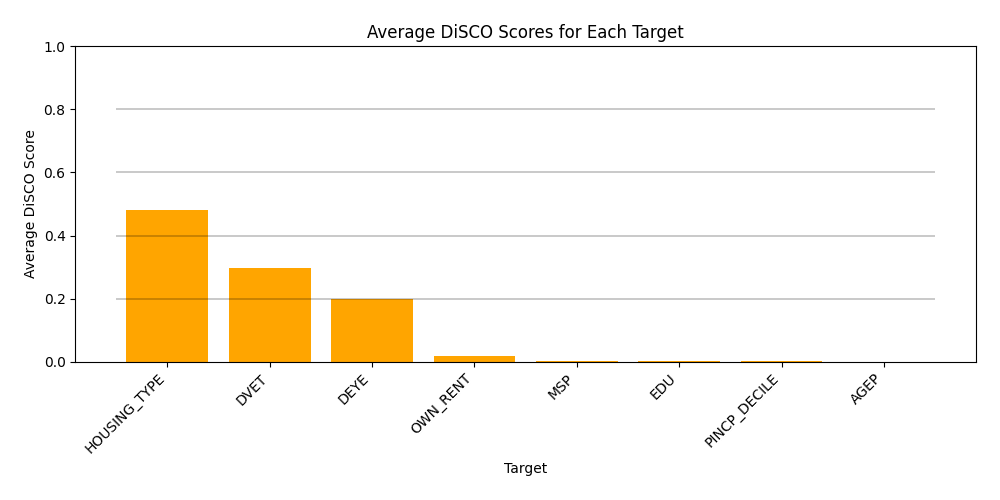 Average DiSCO Scores for Each Target
Average DiSCO Score
1.0
0.8
0.6
0.4
0.2
0.0
HOUSING_TYPE
DVET
DEYE
OWN_RENT
MSP
EDU
PINCP_DECILE
AGEP
Target